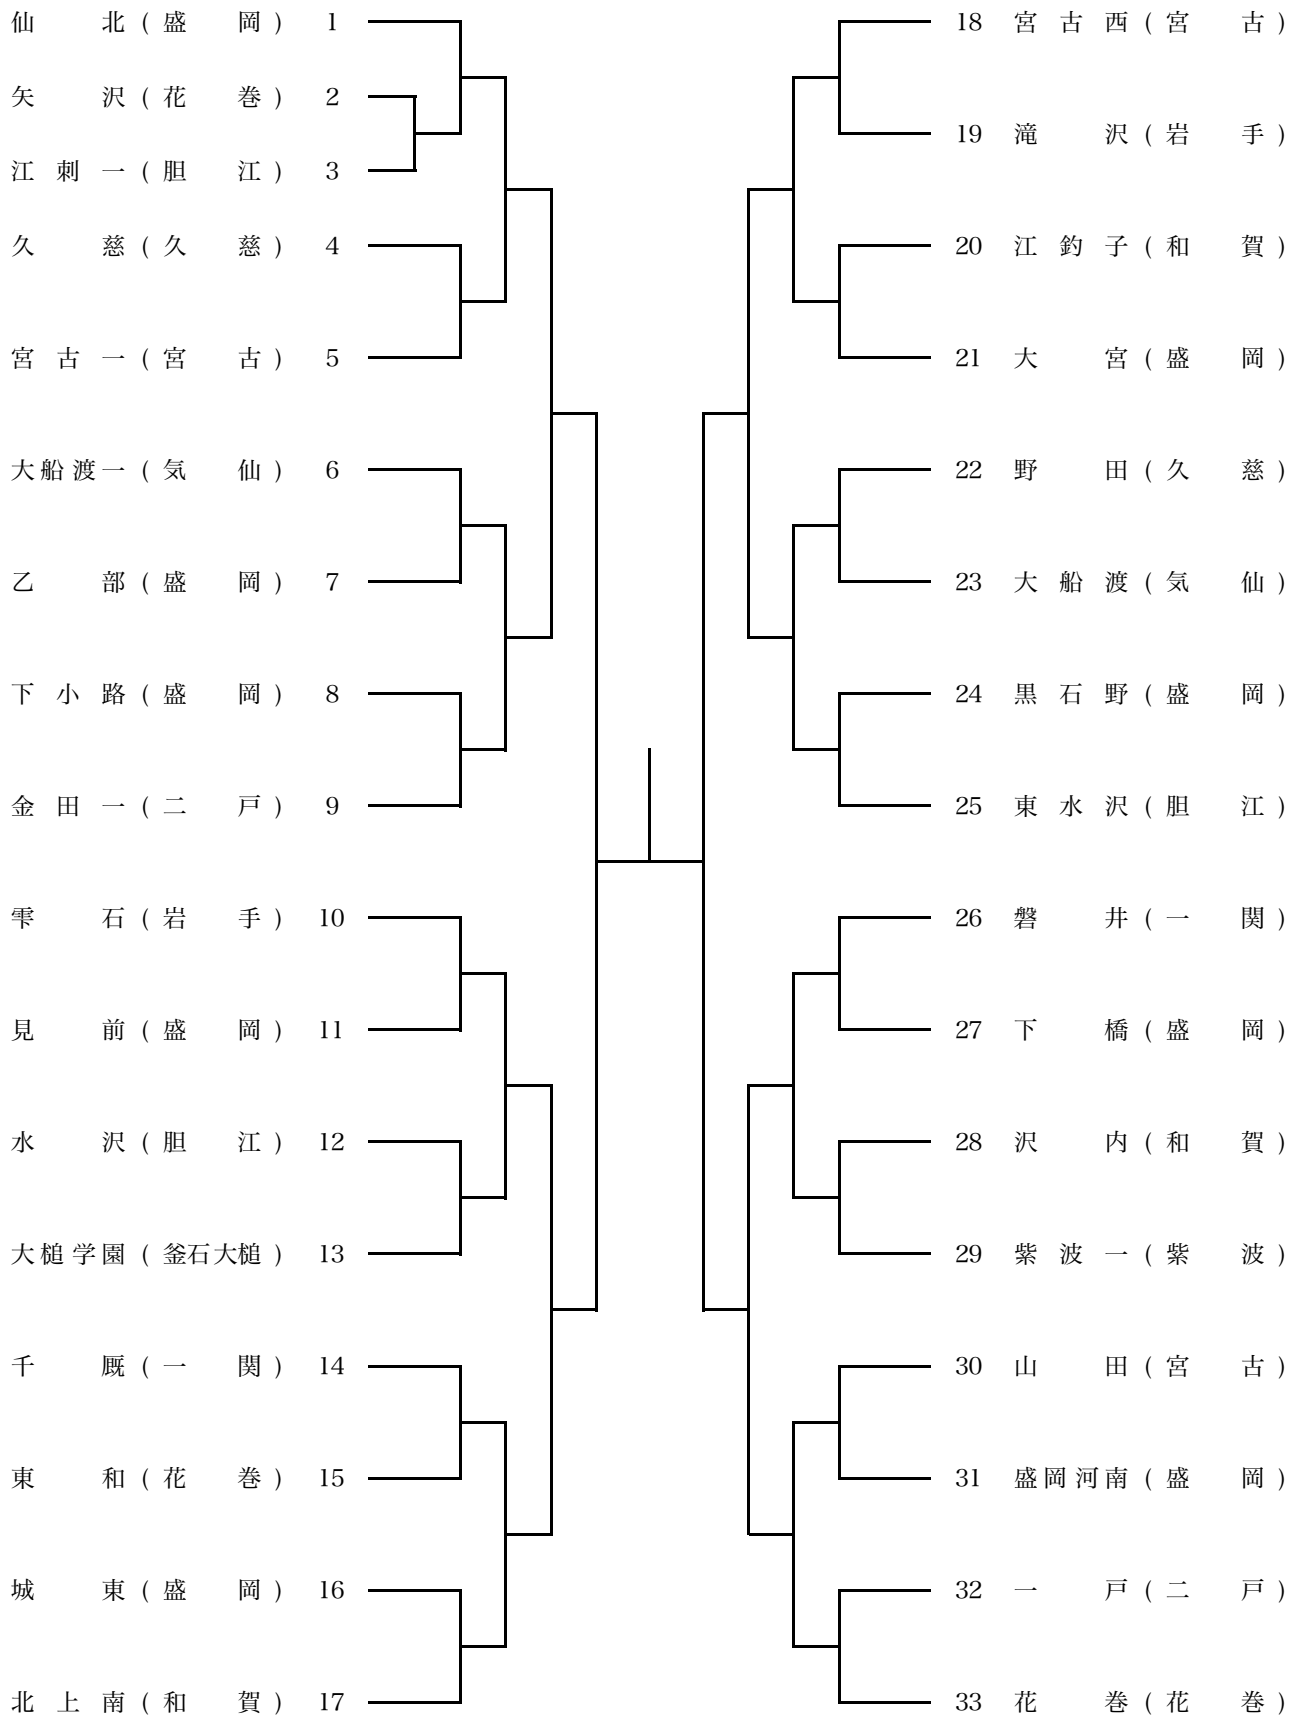 仙北(盛岡) 1
矢沢(花巻) 2
江刺一(胆江) 3
久慈(久慈) 4
宮古一(宮古) 5
大船渡一(気仙) 6
乙部(盛岡) 7
下小路(盛岡) 8
金田一(二戸) 9
雫石(岩手) 10
見前(盛岡) 11
水沢(胆江) 12
大槌学園(釜石大槌) 13
千厩(一関) 14
東和(花巻) 15
城東(盛岡) 16
北上南(和賀) 17
18 宮古西(宮古)
19 滝沢(岩手)
20 江釣子(和賀)
21 大宮(盛岡)
22 野田(久慈)
23 大船渡(気仙)
24 黒石野(盛岡)
25 東水沢(胆江)
26 磐井(一関)
27 下橋(盛岡)
28 沢内(和賀)
29 紫波一(紫波)
30 山田(宮古)
31 盛岡河南(盛岡)
32 一戸(二戸)
33 花巻(花巻)